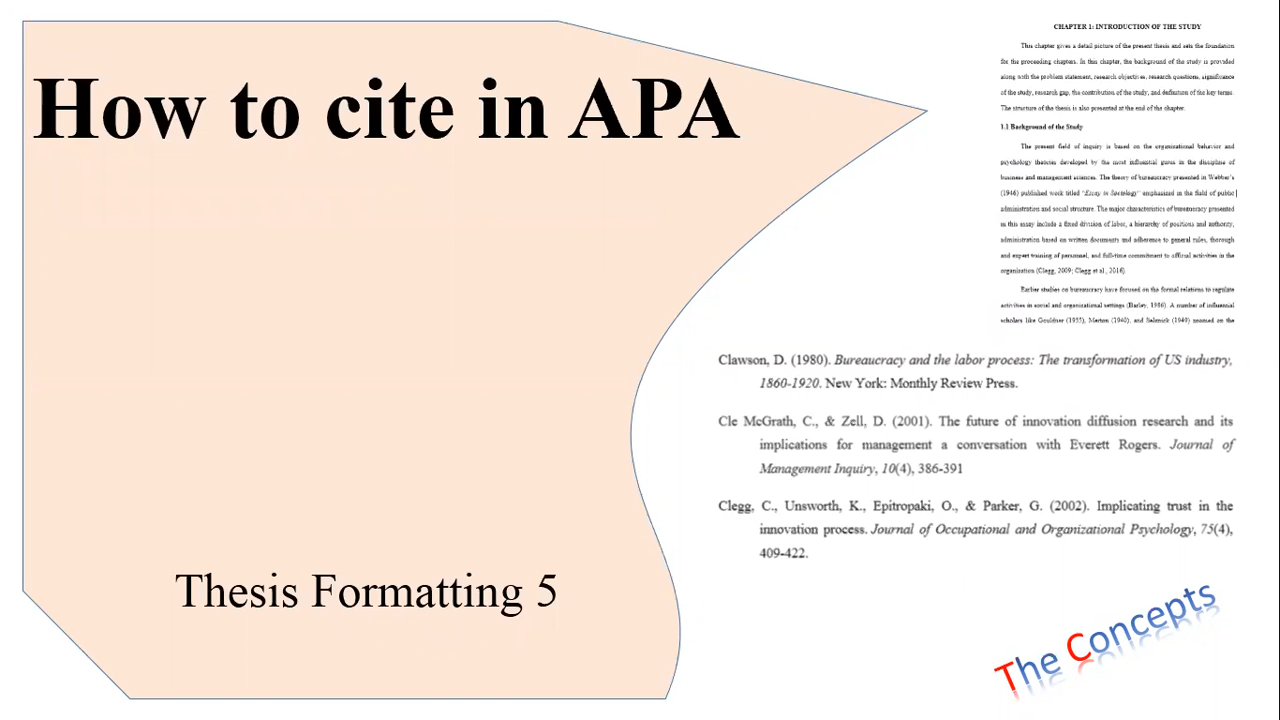 How to cite in APA
Thesis Formatting 5
CHAPTER 1: INTRODUCTION OF THE STUDY
This chapter gives a detail picture of the present thesis and sets the foundation
for the proceeding chapters. In this chapter, the background of the study is provided
along with the problem statement, research objectives, research questions, significance
of the study, research gap, the contribution of the study, and definition of the key terms.
The structure of the thesis is also presented at the end of the chapter.
1.1 Background of the Study
The present field of inquiry is based on the organizational behavior and
psychology theories developed by the most influential gurus in the discipline of
business and management sciences. The theory of bureaucracy presented in Webber's
(1946) published work titled "Essay in Sociology" emphasized in the field of public
administration and social structure. The major characteristics of bureaucracy presented
in this essay include a fixed division of labor, a hierarchy of positions and authority,
administration based on written documents and adherence to general rules, thorough
and expert training of personnel, and full-time commitment to official activities in the
organization (Clegg, 2009; Clegg et al., 2016).
Earlier studies on bureaucracy have focused on the formal relations to regulate
activities in social and organizational settings (Barley, 1996). A number of influential
scholars like Gouldner (1955), Merton (1940), and Selznick (1949) zoomed on the
Clawson, D. (1980). Bureaucracy and the labor process: The transformation of US industry,
1860-1920. New York: Monthly Review Press.
Cle McGrath, C., & Zell, D. (2001). The future of innovation diffusion research and its
implications for management a conversation with Everett Rogers. Journal of
Management Inquiry, 10(4), 386-391
Clegg, C., Unsworth, K., Epitropaki, O., & Parker, G. (2002). Implicating trust in the
innovation process. Journal of Occupational and Organizational Psychology, 75(4),
409-422.
The Concepts